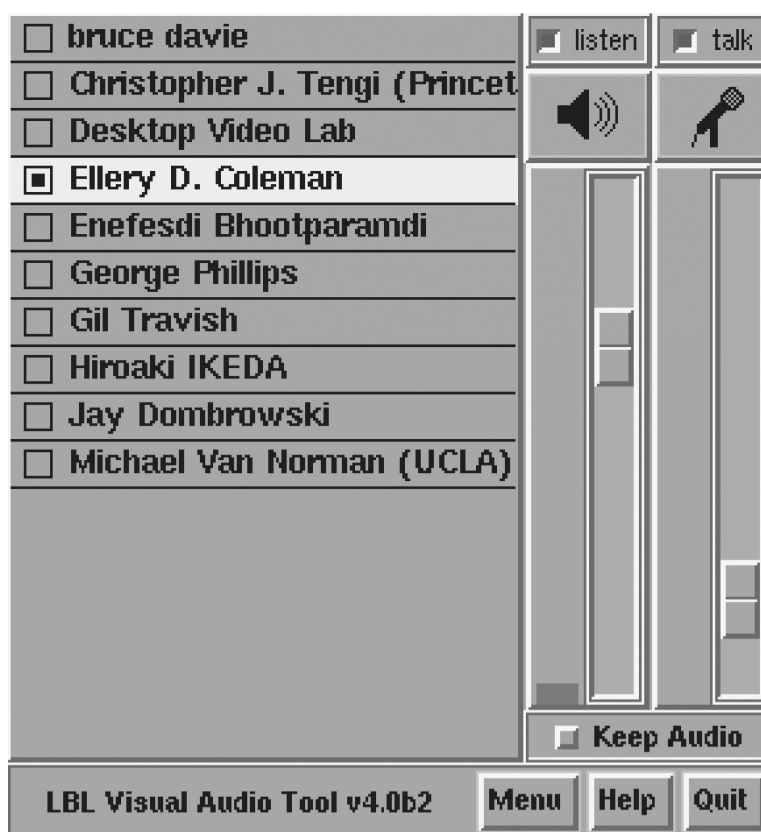 bruce davie
Christopher J. Tengi (Princet
Desktop Video Lab
Ellery D. Coleman
Enefesdi Bhootparamdi
George Phillips
Gil Travish
Hiroaki IKEDA
Jay Dombrowski
Michael Van Norman (UCLA)
listen talk
Keep Audio
LBL Visual Audio Tool v4.0b2 Menu Help Quit